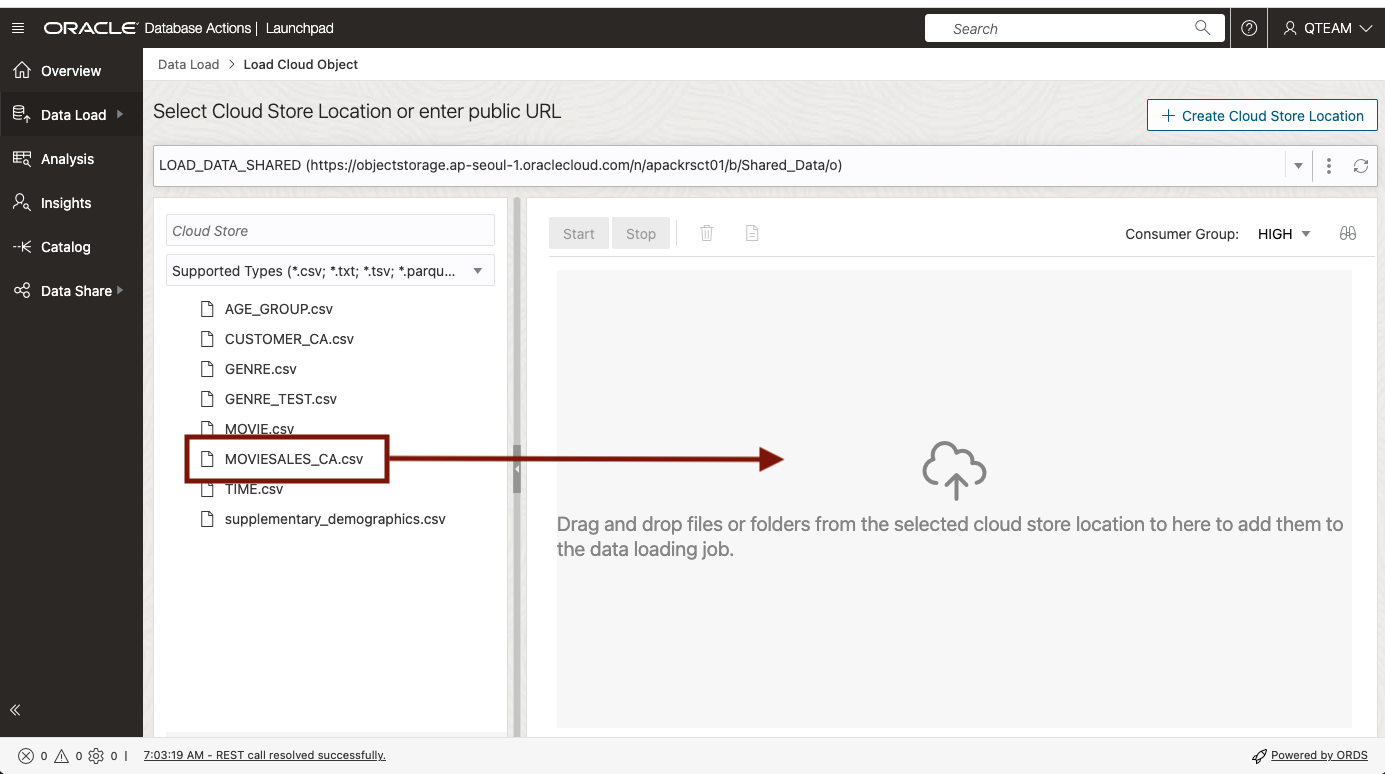 ORACLE Database Actions | Launchpad
Search
QTEAM
Overview
Data Load
Analysis
Insights
Catalog
Data Share
Data Load > Load Cloud Object
Select Cloud Store Location or enter public URL
+ Create Cloud Store Location
LOAD_DATA_SHARED (https://objectstorage.ap-seoul-1.oraclecloud.com/n/apackrsct01/b/Shared_Data/o)
Cloud Store
Supported Types (*.csv; *.txt; *.tsv; *.parqu...
AGE_GROUP.csv
CUSTOMER_CA.csv
GENRE.csv
GENRE_TEST.csv
MOVIE.csv
MOVIESALES_CA.csv
TIME.csv
supplementary_demographics.csv
Start Stop
Consumer Group: HIGH
Drag and drop files or folders from the selected cloud store location to here to add them to
the data loading job.
0 0 0 | 7:03:19 AM - REST call resolved successfully.
Powered by ORDS